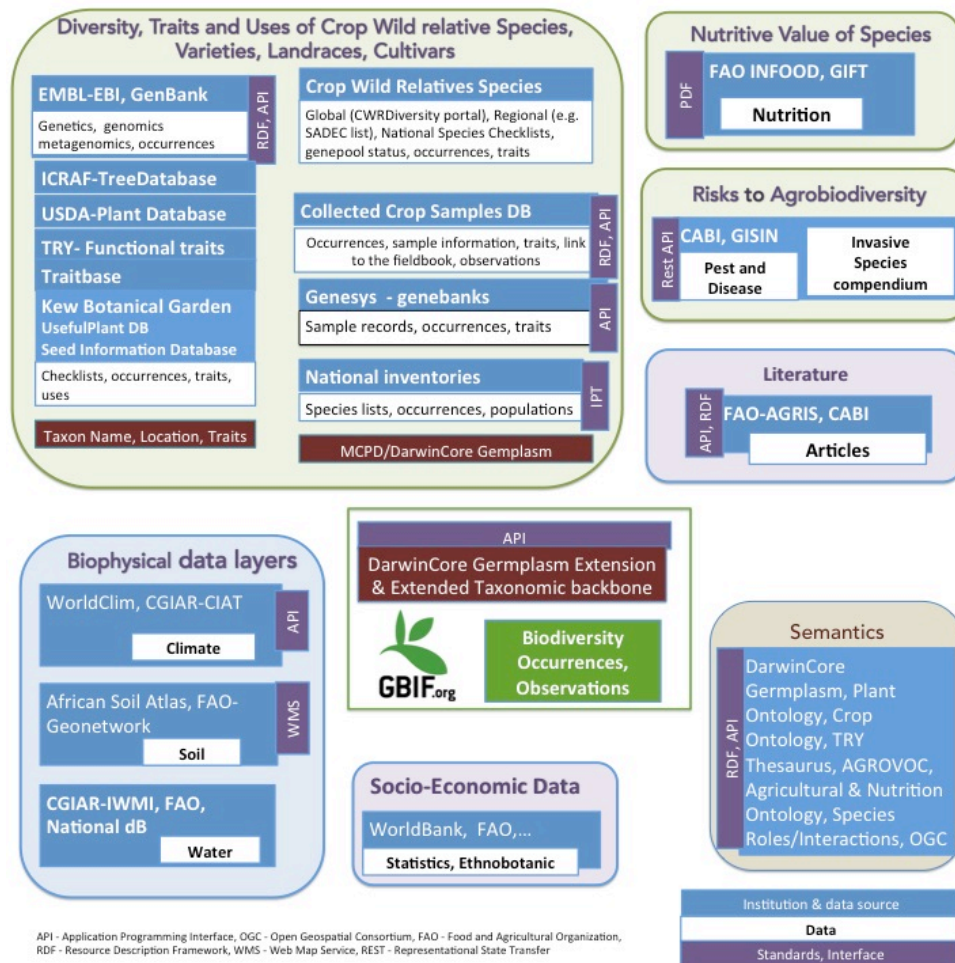 Diversity, Traits and Uses of Crop Wild relative Species,
Varieties, Landraces, Cultivars
EMBL-EBI, GenBank
Genetics, genomics
metagenomics, occurrences
RDF, API
ICRAF-TreeDatabase
USDA-Plant Database
TRY- Functional traits
Traitbase
Kew Botanical Garden
UsefulPlant DB
Seed Information Database
Checklists, occurrences, traits,
uses
Taxon Name, Location, Traits
Crop Wild Relatives Species
Global (CWRDiversity portal), Regional (e.g.
SADEC list), National Species Checklists,
genepool status, occurrences, traits
Collected Crop Samples DB
Occurrences, sample information, traits, link
to the fieldbook, observations
RDF, API
Genesys - genebanks
Sample records, occurrences, traits
API
National inventories
Species lists, occurrences, populations
IPT
MCPD/DarwinCore Gemplasm
Nutritive Value of Species
PDF
FAO INFOOD, GIFT
Nutrition
Risks to Agrobiodiversity
Rest API
CABI, GISIN
Pest and
Disease
Invasive
Species
compendium
Literature
API, RDF
FAO-AGRIS, CABI
Articles
Biophysical data layers
WorldClim, CGIAR-CIAT
Climate
API
African Soil Atlas, FAO-
Geonetwork
Soil
WMS
CGIAR-IWMI, FAO,
National dB
Water
API
DarwinCore Germplasm Extension
& Extended Taxonomic backbone
GBIF.org
Biodiversity
Occurrences,
Observations
Socio-Economic Data
WorldBank, FAO,...
Statistics, Ethnobotanic
Semantics
RDF, API
DarwinCore
Germplasm, Plant
Ontology, Crop
Ontology, TRY
Thesaurus, AGROVOC,
Agricultural & Nutrition
Ontology, Species
Roles/Interactions, OGC
Institution & data source
Data
Standards, Interface
API - Application Programming Interface, OGC - Open Geospatial Consortium, FAO - Food and Agricultural Organization,
RDF - Resource Description Framework, WMS - Web Map Service, REST - Representational State Transfer